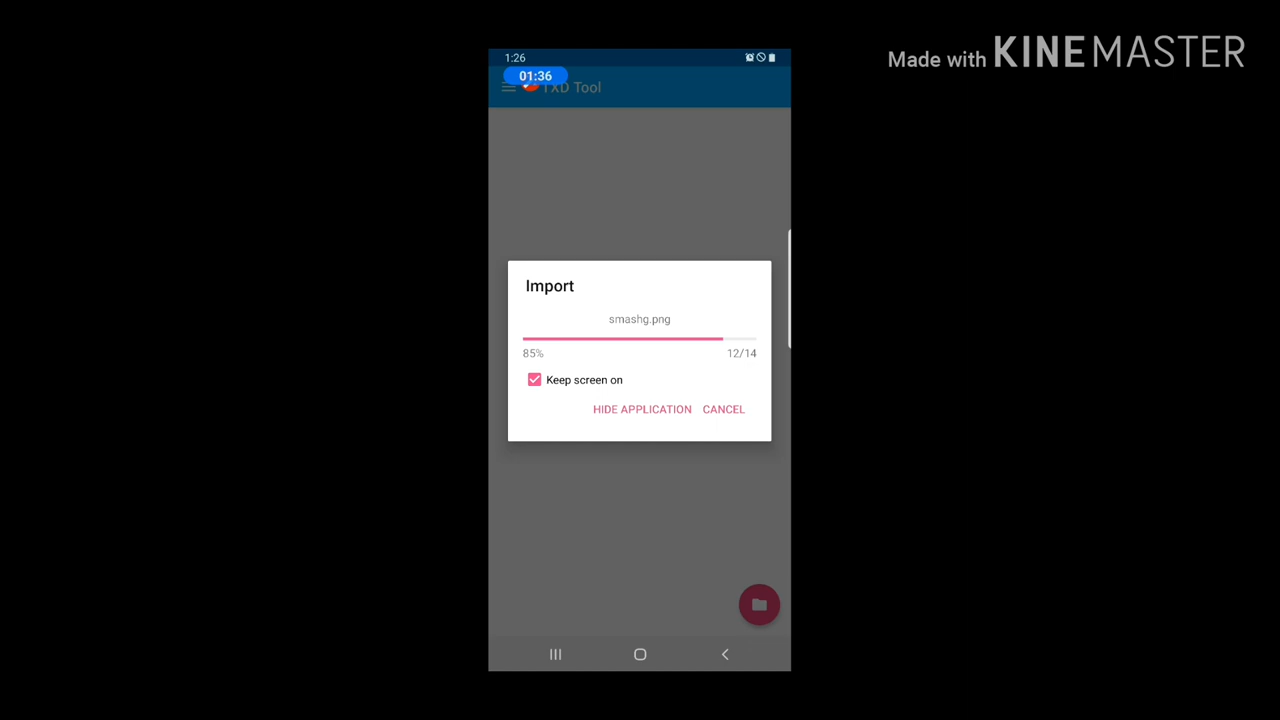 Made with KINEMASTER
1:26
01:36
TXD Tool
Import
smashg.png
85%
12/14
Keep screen on
HIDE APPLICATION
CANCEL